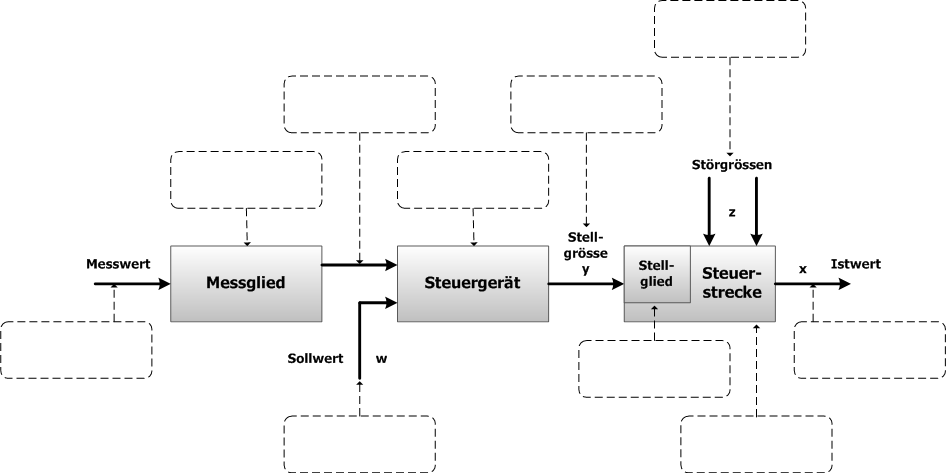 Störgrössen
z
Stell-
grösse
y
Messwert
Messglied
Steuergerät
Stell-
glied
Steuer-
strecke
x
Istwert
Sollwert
w